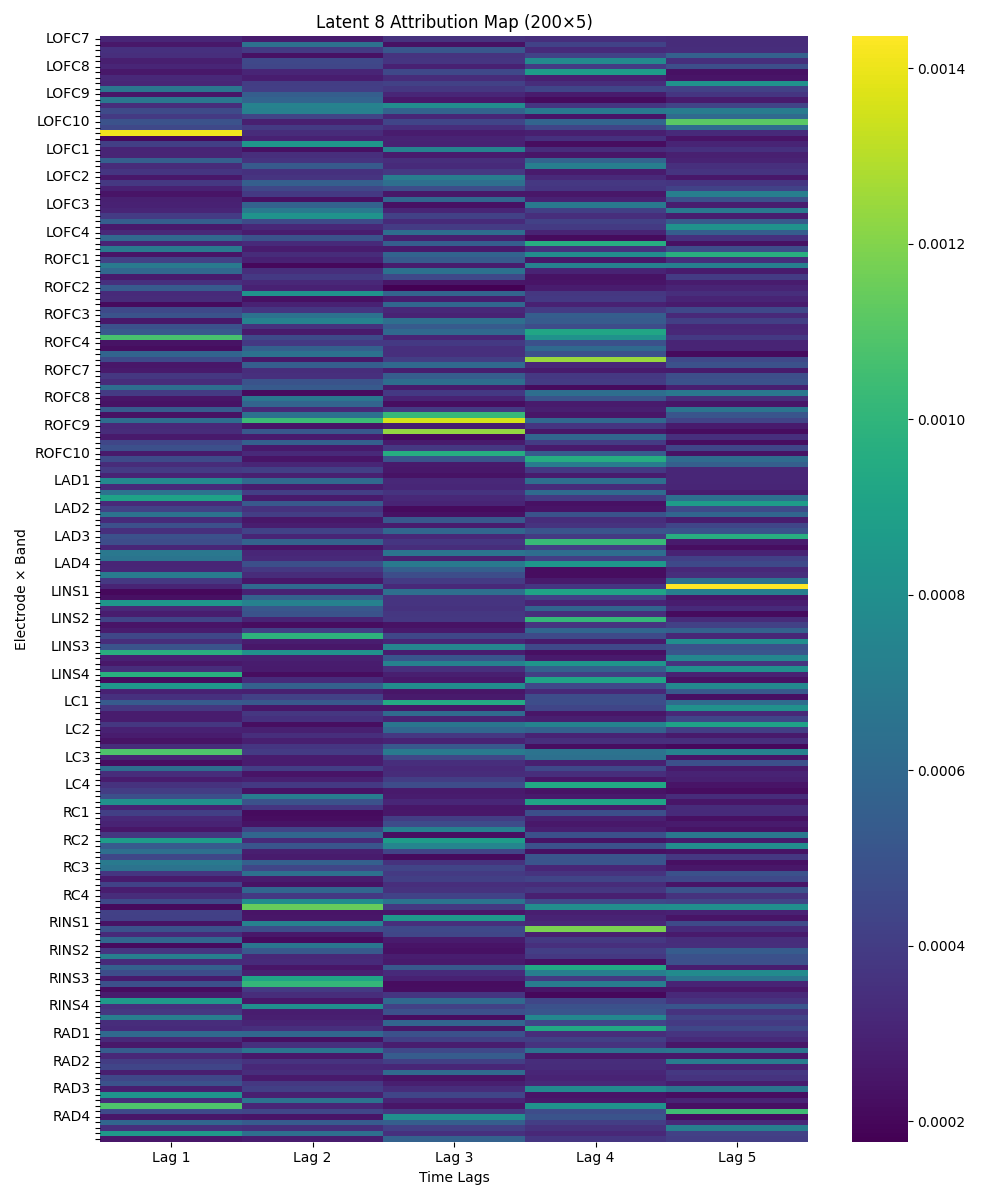 Latent 8 Attribution Map (200×5)
LOFC7
LOFC8
LOFC9
LOFC10
LOFC1
LOFC2
LOFC3
LOFC4
ROFC1
ROFC2
ROFC3
ROFC4
ROFC7
ROFC8
ROFC9
ROFC10
LAD1
LAD2
LAD3
LAD4
LINS1
LINS2
LINS3
LINS4
LC1
LC2
LC3
LC4
RC1
RC2
RC3
RC4
RINS1
RINS2
RINS3
RINS4
RAD1
RAD2
RAD3
RAD4
Electrode × Band
Lag 1 Lag 2 Lag 3 Lag 4 Lag 5
Time Lags
0.0014
0.0012
0.0010
0.0008
0.0006
0.0004
0.0002